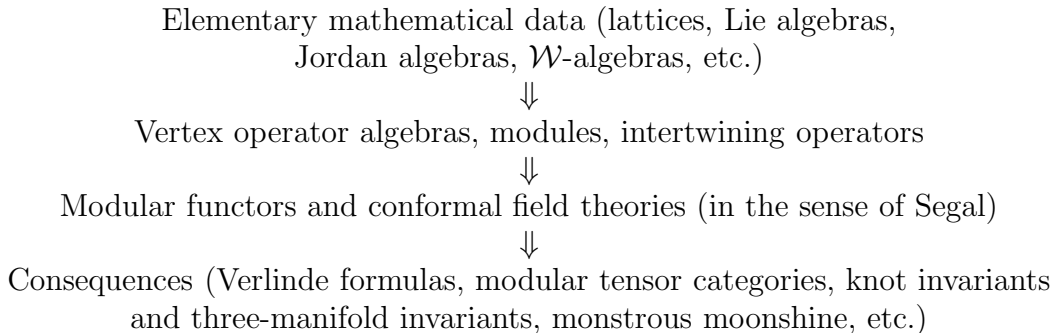 Elementary mathematical data (lattices, Lie algebras,
Jordan algebras, 𝒲-algebras, etc.)
⇓
Vertex operator algebras, modules, intertwining operators
⇓
Modular functors and conformal field theories (in the sense of Segal)
⇓
Consequences (Verlinde formulas, modular tensor categories, knot invariants
and three-manifold invariants, monstrous moonshine, etc.)